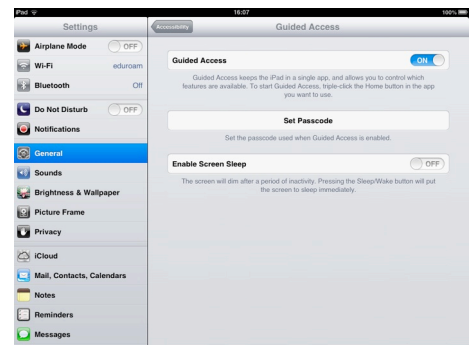 iPad
16:07
100%
Settings
Accessibility
Guided Access
Airplane Mode
OFF
Wi-Fi
eduroam
Bluetooth
Off
Do Not Disturb
OFF
Notifications
General
Sounds
Brightness & Wallpaper
Picture Frame
Privacy
iCloud
Mail, Contacts, Calendars
Notes
Reminders
Messages
Guided Access
ON
Guided Access keeps the iPad in a single app, and allows you to control which
features are available. To start Guided Access, triple-click the Home button in the app
you want to use.
Set Passcode
Set the passcode used when Guided Access is enabled.
Enable Screen Sleep
OFF
The screen will dim after a period of inactivity. Pressing the Sleep/Wake button will put
the screen to sleep immediately.